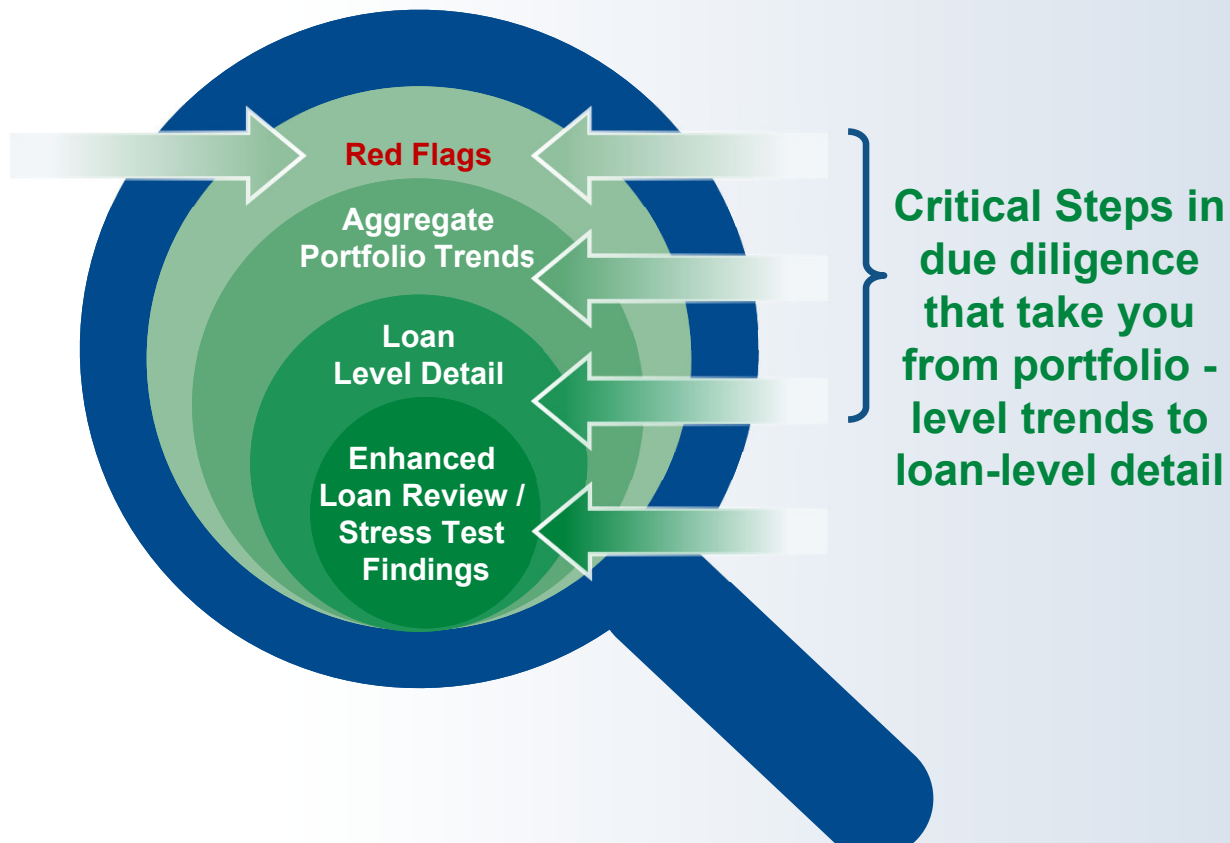 Red Flags
Aggregate
Portfolio Trends
Loan
Level Detail
Enhanced
Loan Review /
Stress Test
Findings
Critical Steps in
due diligence
that take you
from portfolio -
level trends to
loan-level detail